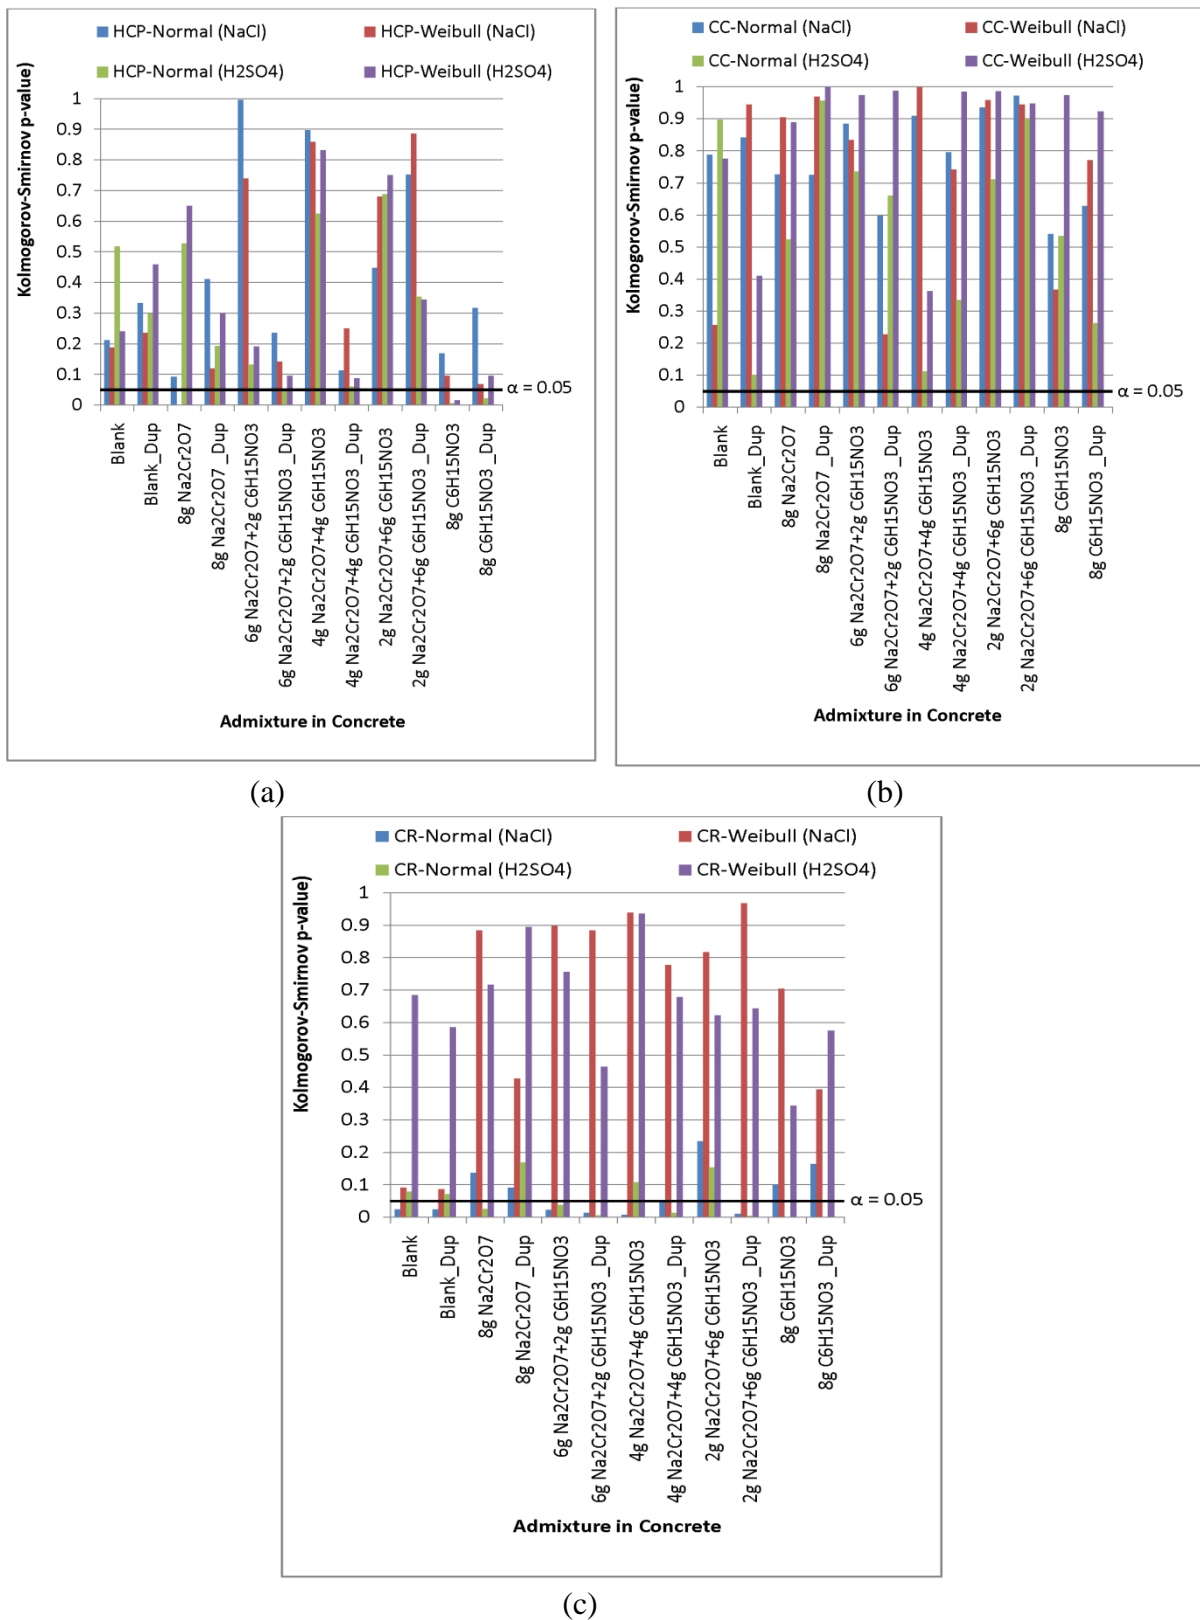 HCP-Normal (NaCl) HCP-Weibull (NaCl)
HCP-Normal (H2SO4) HCP-Weibull (H2SO4)
Kolmogorov-Smirnov p-value)
1
0.9
0.8
0.7
0.6
0.5
0.4
0.3
0.2
0.1
0
α = 0.05
Blank
Blank_Dup
8g Na2Cr2O7
8g Na2Cr2O7 _Dup
6g Na2Cr2O7+2g C6H15NO3
6g Na2Cr2O7+2g C6H15NO3 _Dup
4g Na2Cr2O7+4g C6H15NO3
4g Na2Cr2O7+4g C6H15NO3 _Dup
2g Na2Cr2O7+6g C6H15NO3
2g Na2Cr2O7+6g C6H15NO3 _Dup
8g C6H15NO3
8g C6H15NO3 _Dup
Admixture in Concrete
(a)
CC-Normal (NaCl) CC-Weibull (NaCl)
CC-Normal (H2SO4) CC-Weibull (H2SO4)
Kolmogorov-Smirnov p-value)
1
0.9
0.8
0.7
0.6
0.5
0.4
0.3
0.2
0.1
0
α = 0.05
Blank
Blank_Dup
8g Na2Cr2O7
8g Na2Cr2O7 _Dup
6g Na2Cr2O7+2g C6H15NO3
6g Na2Cr2O7+2g C6H15NO3 _Dup
4g Na2Cr2O7+4g C6H15NO3
4g Na2Cr2O7+4g C6H15NO3 _Dup
2g Na2Cr2O7+6g C6H15NO3
2g Na2Cr2O7+6g C6H15NO3 _Dup
8g C6H15NO3
8g C6H15NO3 _Dup
Admixture in Concrete
(b)
CR-Normal (NaCl) CR-Weibull (NaCl)
CR-Normal (H2SO4) CR-Weibull (H2SO4)
Kolmogorov-Smirnov p-value)
1
0.9
0.8
0.7
0.6
0.5
0.4
0.3
0.2
0.1
0
α = 0.05
Blank
Blank_Dup
8g Na2Cr2O7
8g Na2Cr2O7 _Dup
6g Na2Cr2O7+2g C6H15NO3
6g Na2Cr2O7+2g C6H15NO3 _Dup
4g Na2Cr2O7+4g C6H15NO3
4g Na2Cr2O7+4g C6H15NO3 _Dup
2g Na2Cr2O7+6g C6H15NO3
2g Na2Cr2O7+6g C6H15NO3 _Dup
8g C6H15NO3
8g C6H15NO3 _Dup
Admixture in Concrete
(c)